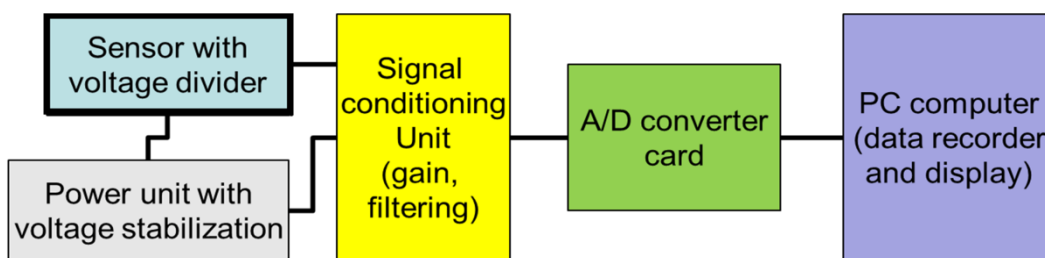 Sensor with
voltage divider
Power unit with
voltage stabilization
Signal
conditioning
Unit
(gain,
filtering)
A/D converter
card
PC computer
(data recorder
and display)